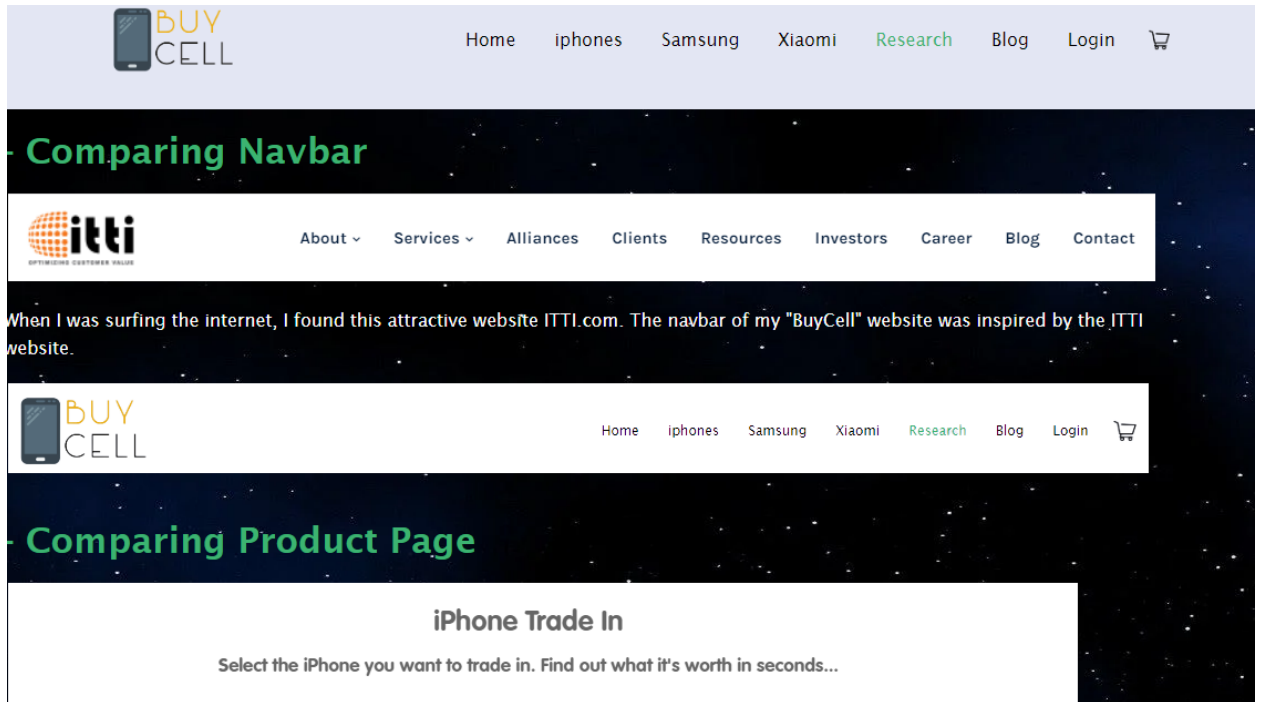 BUY
CELL
Home iphones Samsung Xiaomi Research Blog Login
- Comparing Navbar
itti
OPTIMIZING CUSTOMER VALUE
About Services Alliances Clients Resources Investors Career Blog Contact
When I was surfing the internet, I found this attractive website ITTI.com. The navbar of my "BuyCell" website was inspired by the ITTI
website.
BUY
CELL
Home iphones Samsung Xiaomi Research Blog Login
- Comparing Product Page
iPhone Trade In
Select the iPhone you want to trade in. Find out what it's worth in seconds...